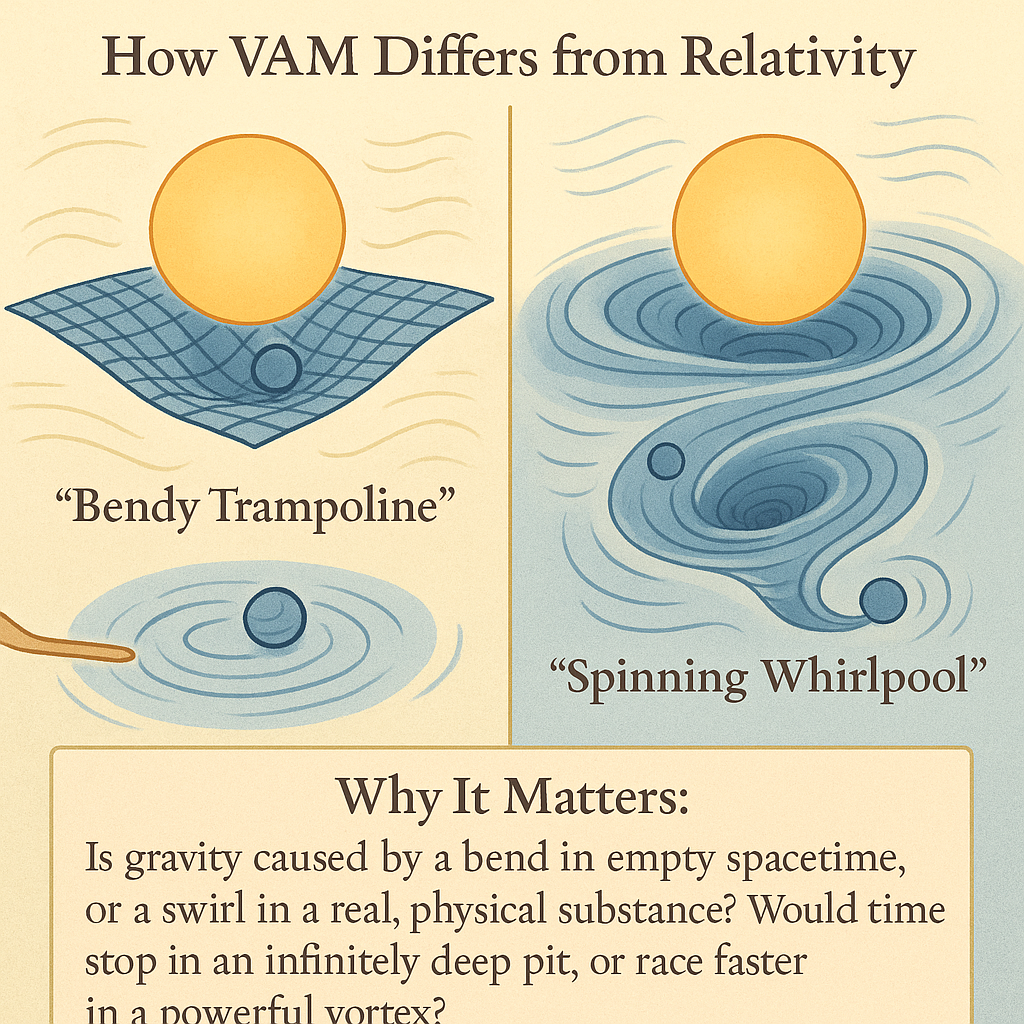 How VAM Differs from Relativity
“Bendy Trampoline”
“Spinning Whirlpool”
Why It Matters:
Is gravity caused by a bend in empty spacetime,
or a swirl in a real, physical substance? Would time
stop in an infinitely deep pit, or race faster
in a powerful vortex?